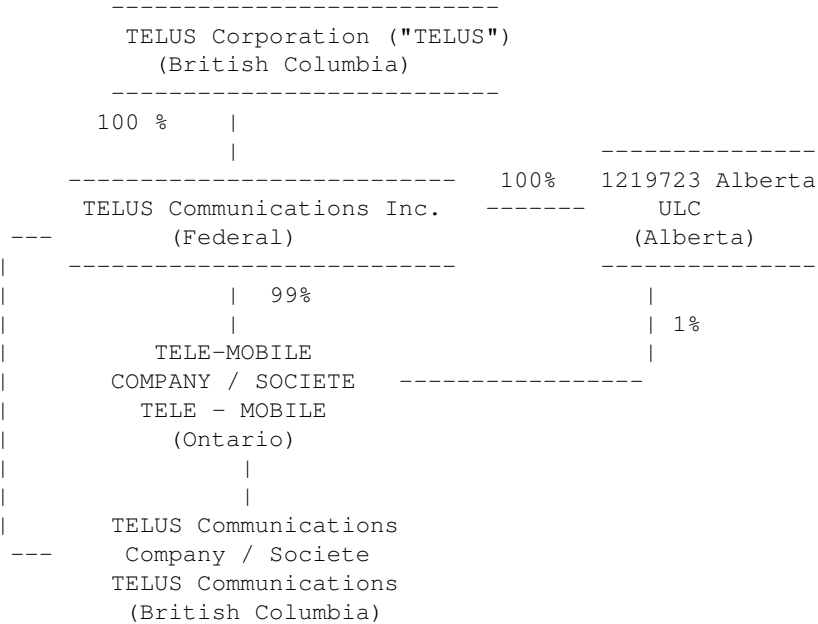 TELUS Corporation ("TELUS")
(British Columbia)
100 %
100% 1219723 Alberta
TELUS Communications Inc. ULC
(Federal) (Alberta)
99%
1%
TELE-MOBILE
COMPANY / SOCIETE
TELE - MOBILE
(Ontario)
TELUS Communications
Company / Societe
TELUS Communications
(British Columbia)